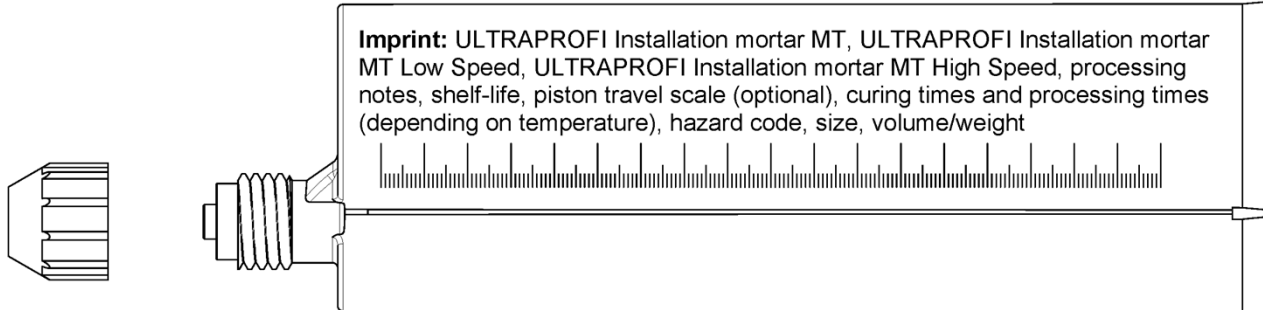 Imprint: ULTRAPROFI Installation mortar MT, ULTRAPROFI Installation mortar
MT Low Speed, ULTRAPROFI Installation mortar MT High Speed, processing
notes, shelf-life, piston travel scale (optional), curing times and processing times
(depending on temperature), hazard code, size, volume/weight